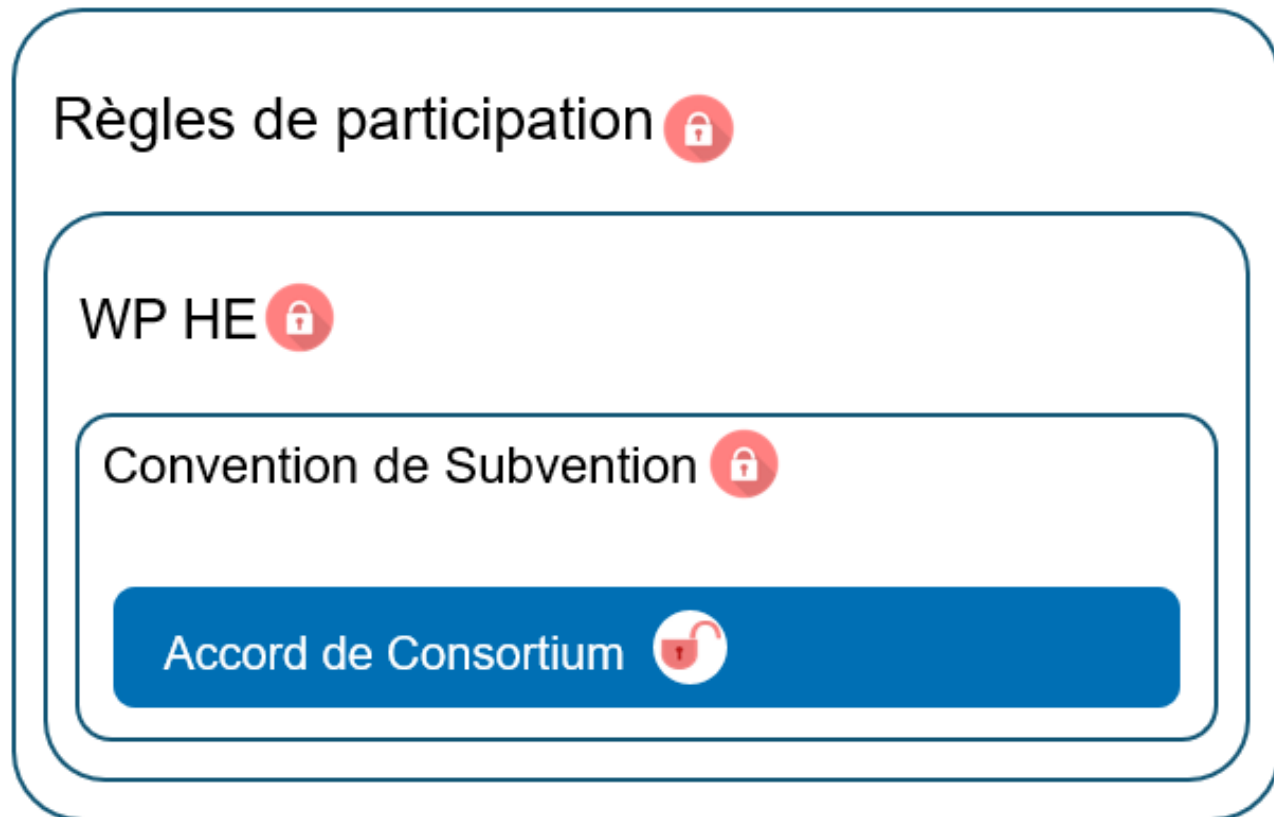 Règles de participation
WP HE
Convention de Subvention
Accord de Consortium